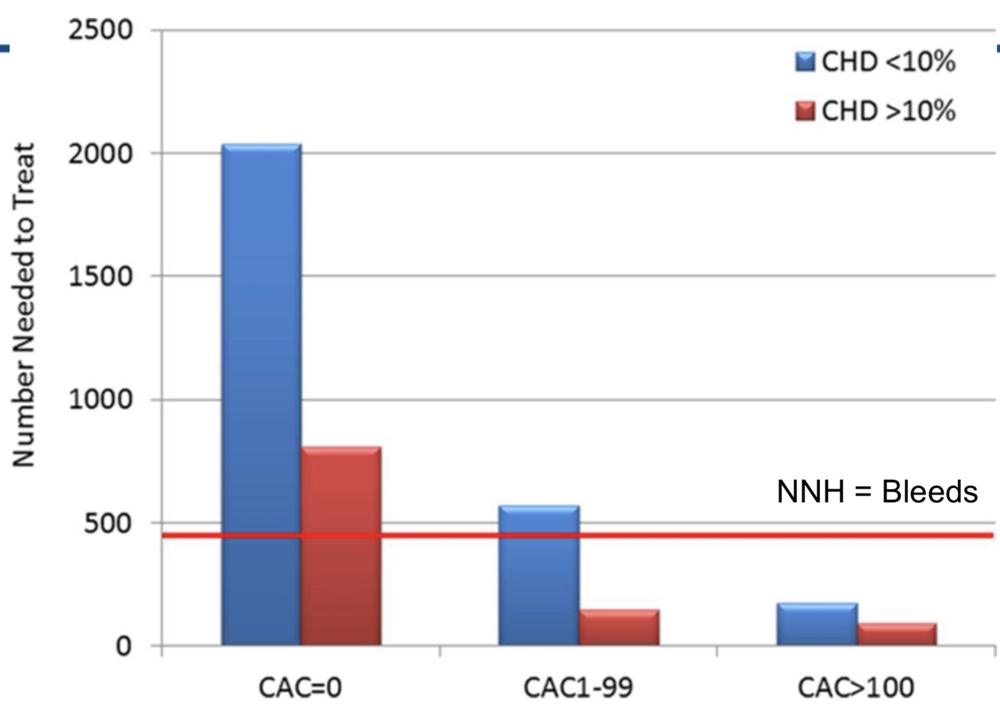 2500
2000
1500
1000
500
0
Number Needed to Treat
CHD <10%
CHD >10%
NNH = Bleeds
CAC=0
CAC1-99
CAC>100